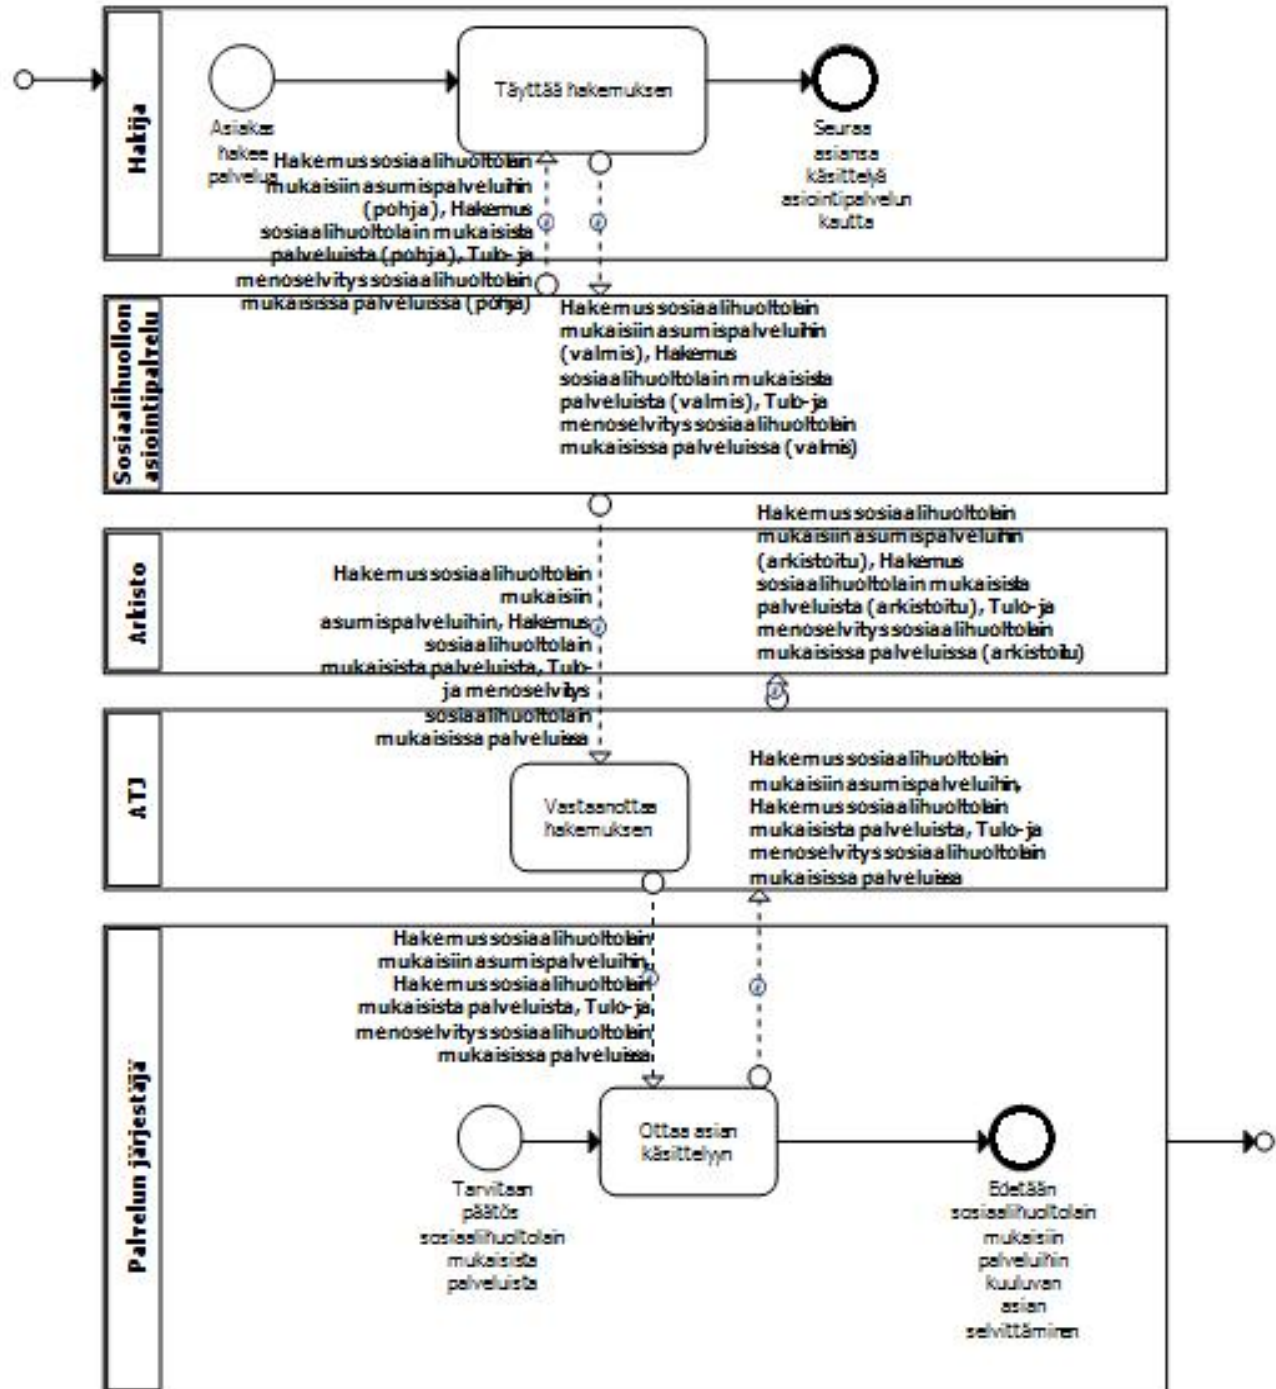 Hakija
Asiakas
hakee
palvelua
Täyttää hakemuksen
Seuraa
asiansa
käsittelyä
asiointipalvelun
kautta
Hakemus sosiaalihuoltolain
mukaisiin asumispalveluihin
(pohja), Hakemus
sosiaalihuoltolain mukaisista
palveluista (pohja), Tulo- ja
menoselvitys sosiaalihuoltolain
mukaisissa palveluissa (pohja)
Sosiaalihuollon
asiointipalvelu
Hakemus sosiaalihuoltolain
mukaisiin asumispalveluihin
(valmis), Hakemus
sosiaalihuoltolain mukaisista
palveluista (valmis), Tulo- ja
menoselvitys sosiaalihuoltolain
mukaisissa palveluissa (valmis)
Arkisto
Hakemus sosiaalihuoltolain
mukaisiin
asumispalveluihin, Hakemus
sosiaalihuoltolain
mukaisista palveluista, Tulo-
ja menoselvitys
sosiaalihuoltolain
mukaisissa palveluissa
Hakemus sosiaalihuoltolain
mukaisiin asumispalveluihin
(arkistoitu), Hakemus
sosiaalihuoltolain mukaisista
palveluista (arkistoitu), Tulo- ja
menoselvitys sosiaalihuoltolain
mukaisissa palveluissa (arkistoitu)
ATJ
Vastaanottaa
hakemuksen
Hakemus sosiaalihuoltolain
mukaisiin asumispalveluihin,
Hakemus sosiaalihuoltolain
mukaisista palveluista, Tulo- ja
menoselvitys sosiaalihuoltolain
mukaisissa palveluissa
Palvelun järjestäjä
Hakemus sosiaalihuoltolain
mukaisiin asumispalveluihin,
Hakemus sosiaalihuoltolain
mukaisista palveluista, Tulo- ja
menoselvitys sosiaalihuoltolain
mukaisissa palveluissa
Tarvitaan
päätös
sosiaalihuoltolain
mukaisista
palveluista
Ottaa asian
käsittelyyn
Edetään
sosiaalihuoltolain
mukaisiin
palveluihin
kuuluvan
asian
selvittäminen